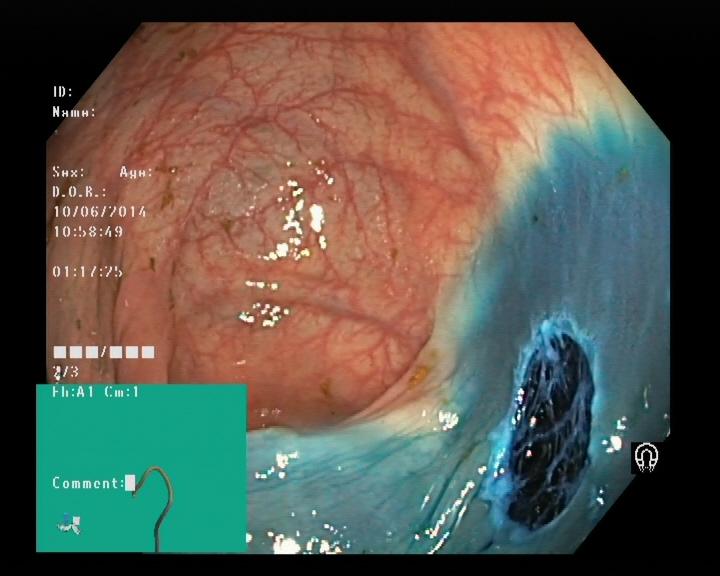 ID:
Name:
Sex: Age:
D.O.B.:
10/06/2014
10:58:49
01:17:25
■■■/■■■
2/3
Eh:A1 Cm:1
Comment: